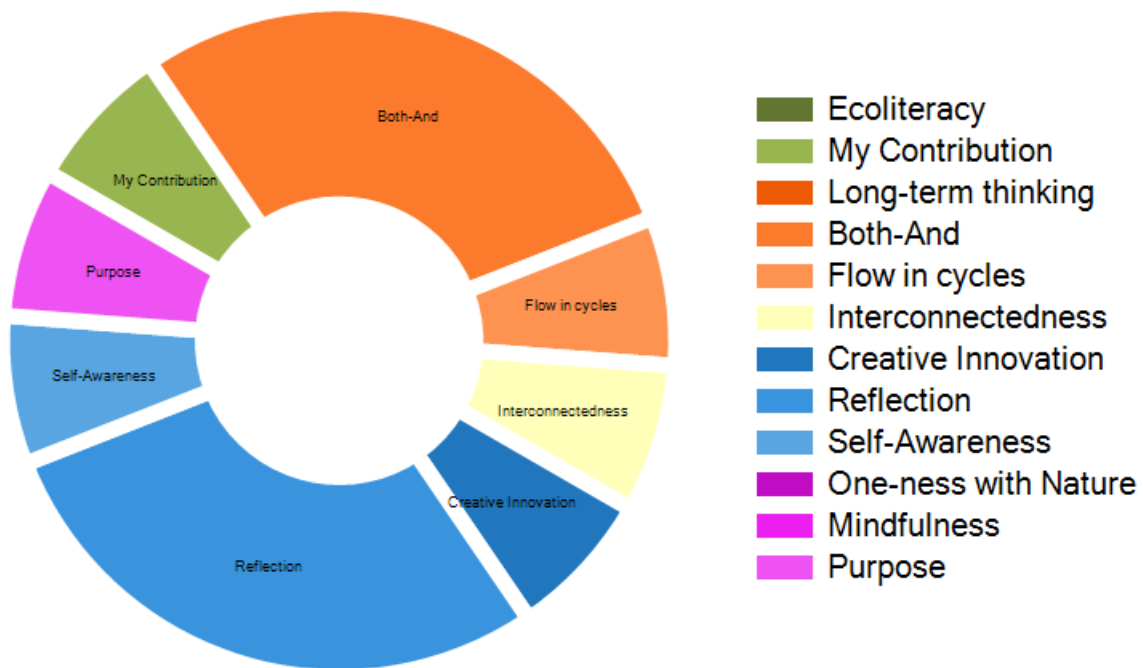 Both-And
My Contribution
Purpose
Flow in cycles
Self-Awareness
Interconnectedness
Creative Innovation
Reflection
Ecoliteracy
My Contribution
Long-term thinking
Both-And
Flow in cycles
Interconnectedness
Creative Innovation
Reflection
Self-Awareness
One-ness with Nature
Mindfulness
Purpose